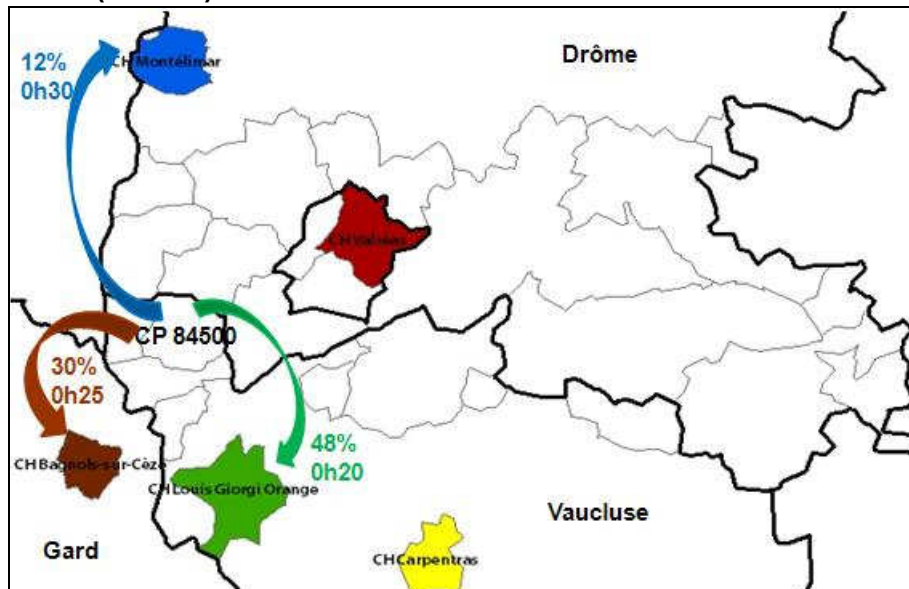 12%
0h30
CH Montélimar
Drôme
CH Valréas
CP 84500
30%
0h25
CH Bagnols-sur-Cèze
48%
0h20
CH Louis Giorgi Orange
Vaucluse
Gard
CH Carpentras